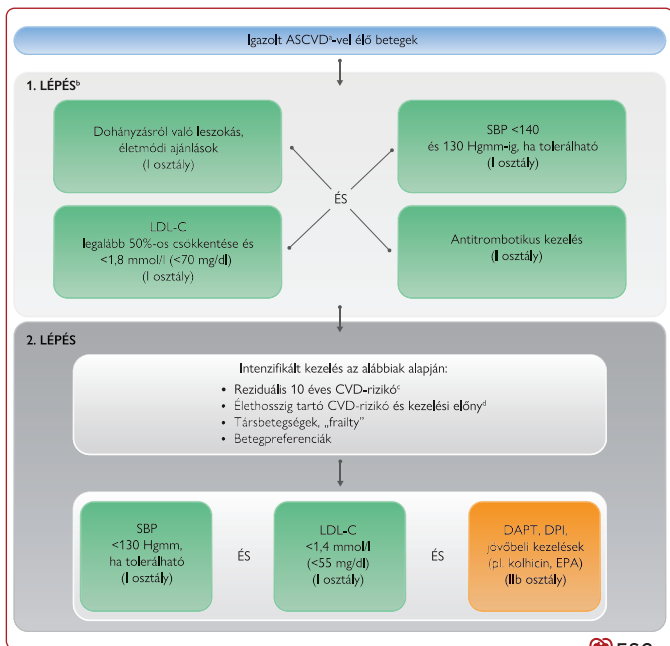 Igazolt ASCVDᵃ-vel élő betegek
1. LÉPÉSᵇ
Dohányzásról való leszokás,
életmódi ajánlások
(I osztály)
SBP <140
és 130 Hgmm-ig, ha tolerálható
(I osztály)
ÉS
LDL-C
legalább 50%-os csökkentése és
<1,8 mmol/l (<70 mg/dl)
(I osztály)
Antitrombotikus kezelés
(I osztály)
2. LÉPÉS
Intenzifikált kezelés az alábbiak alapján:
• Reziduális 10 éves CVD-rizikóᶜ
• Élethosszig tartó CVD-rizikó és kezelési előnyᵈ
• Társbetegségek, „frailty”
• Betegpreferenciák
SBP
<130 Hgmm,
ha tolerálható
(I osztály)
ÉS
LDL-C
<1,4 mmol/l
(<55 mg/dl)
(I osztály)
ÉS
DAPT, DPI,
jövőbeli kezelések
(pl. kolhicin, EPA)
(IIb osztály)